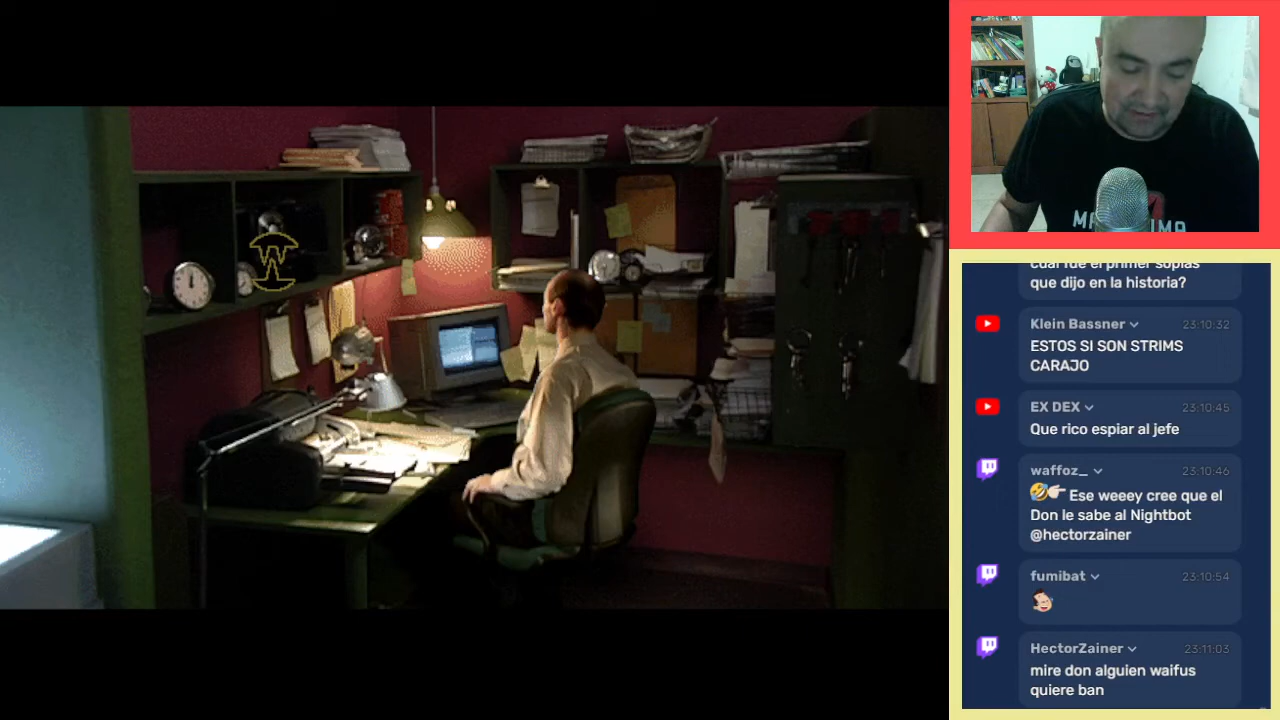 cuál fue el primer sopias
que dijo en la historia?
Klein Bassner 23:10:32
ESTOS SI SON STRIMS
CARAJO
EX DEX 23:10:45
Que rico espiar al jefe
waffoz_ 23:10:46
🤣👉 Ese weeey cree que el
Don le sabe al Nightbot
@hectorzainer
fumibat 23:10:54
HectorZainer 23:11:03
mire don alguien waifus
quiere ban